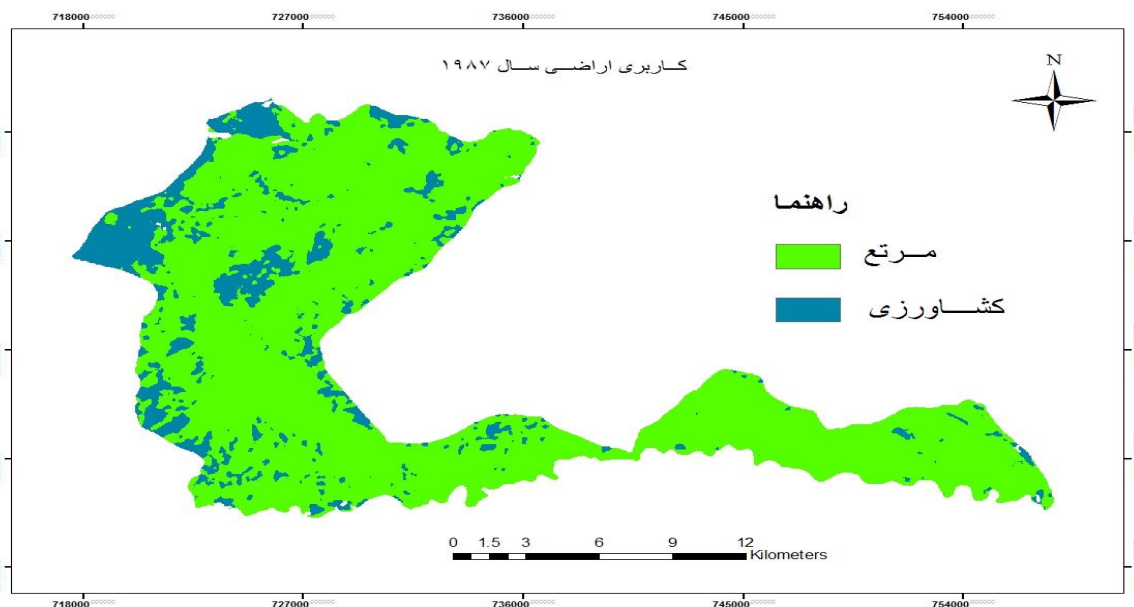 718000 727000 736000 745000 754000
کاربری اراضی سال ۱۹۸۷
N
راهنما
مرتع
کشاورزی
0 1.5 3 6 9 12
Kilometers
718000 727000 736000 745000 754000